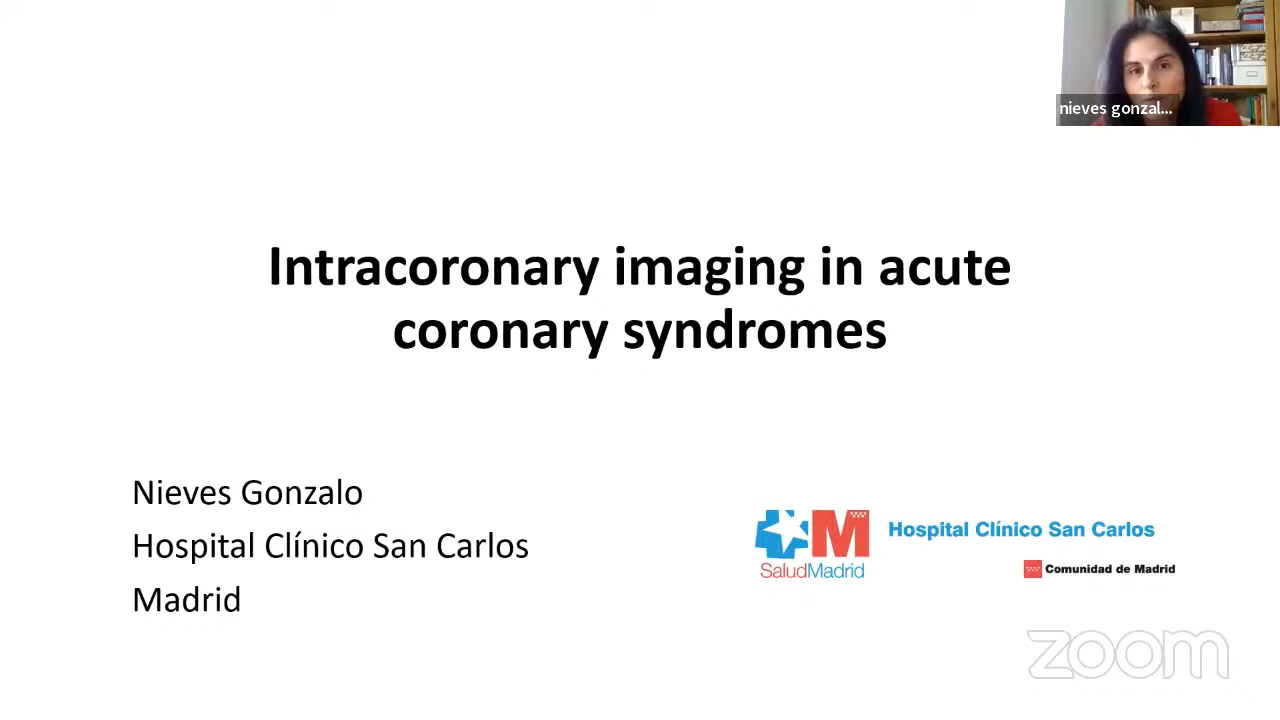 nieves gonzal...
Intracoronary imaging in acute
coronary syndromes
Nieves Gonzalo
Hospital Clínico San Carlos
Madrid
M
SaludMadrid
Hospital Clínico San Carlos
Comunidad de Madrid
zoom